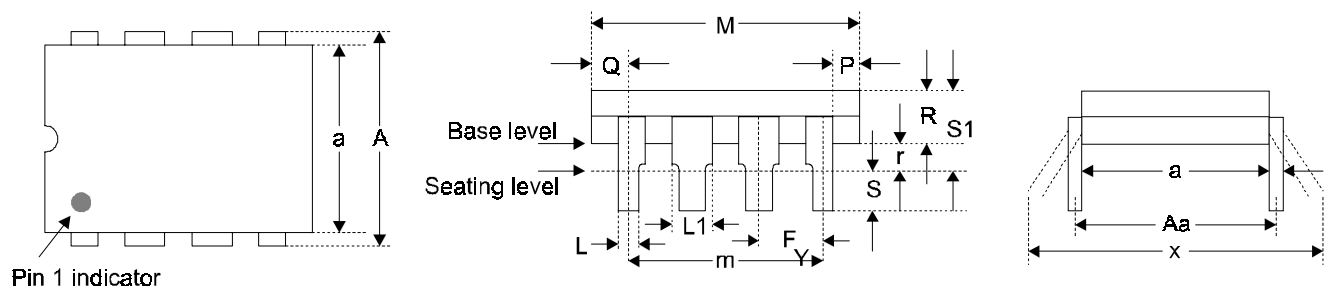 a
A
Pin 1 indicator
M
Q
P
Base level
R
S1
r
Seating level
S
L
L1
F
Y
m
a
Aa
x